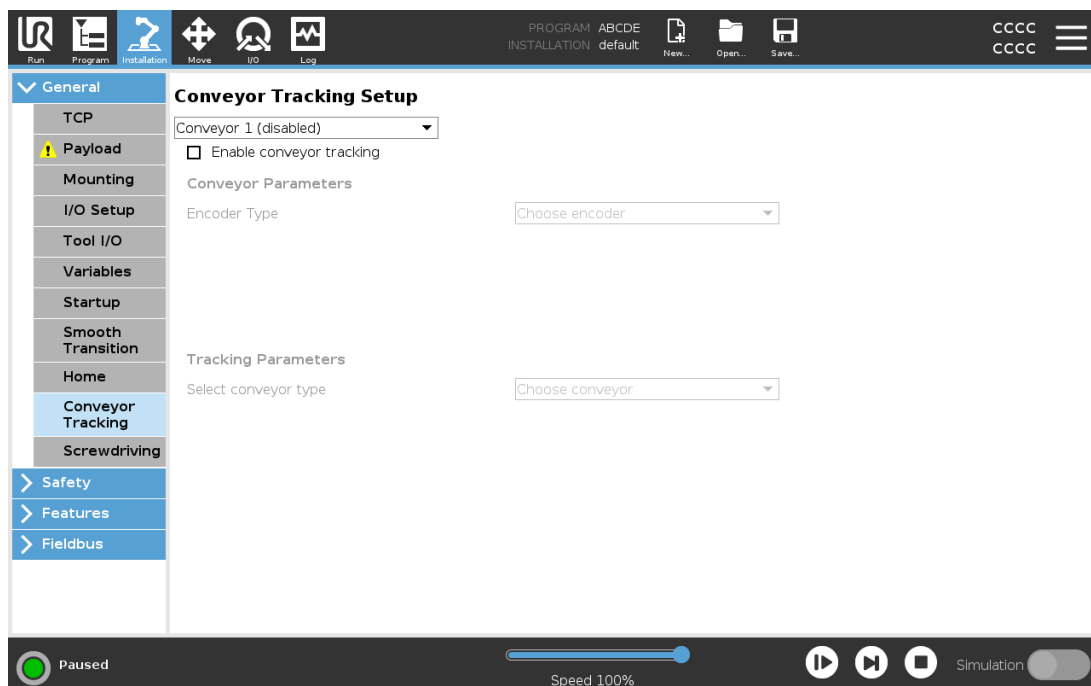 PROGRAM ABCDE
INSTALLATION default
CCCC
CCCC
Run
Program
Installation
Move
I/O
Log
New...
Open...
Save...
General
TCP
Payload
Mounting
I/O Setup
Tool I/O
Variables
Startup
Smooth
Transition
Home
Conveyor
Tracking
Screwdriving
Safety
Features
Fieldbus
Conveyor Tracking Setup
Conveyor 1 (disabled)
Enable conveyor tracking
Conveyor Parameters
Encoder Type
Choose encoder
Tracking Parameters
Select conveyor type
Choose conveyor
Paused
Speed 100%
Simulation